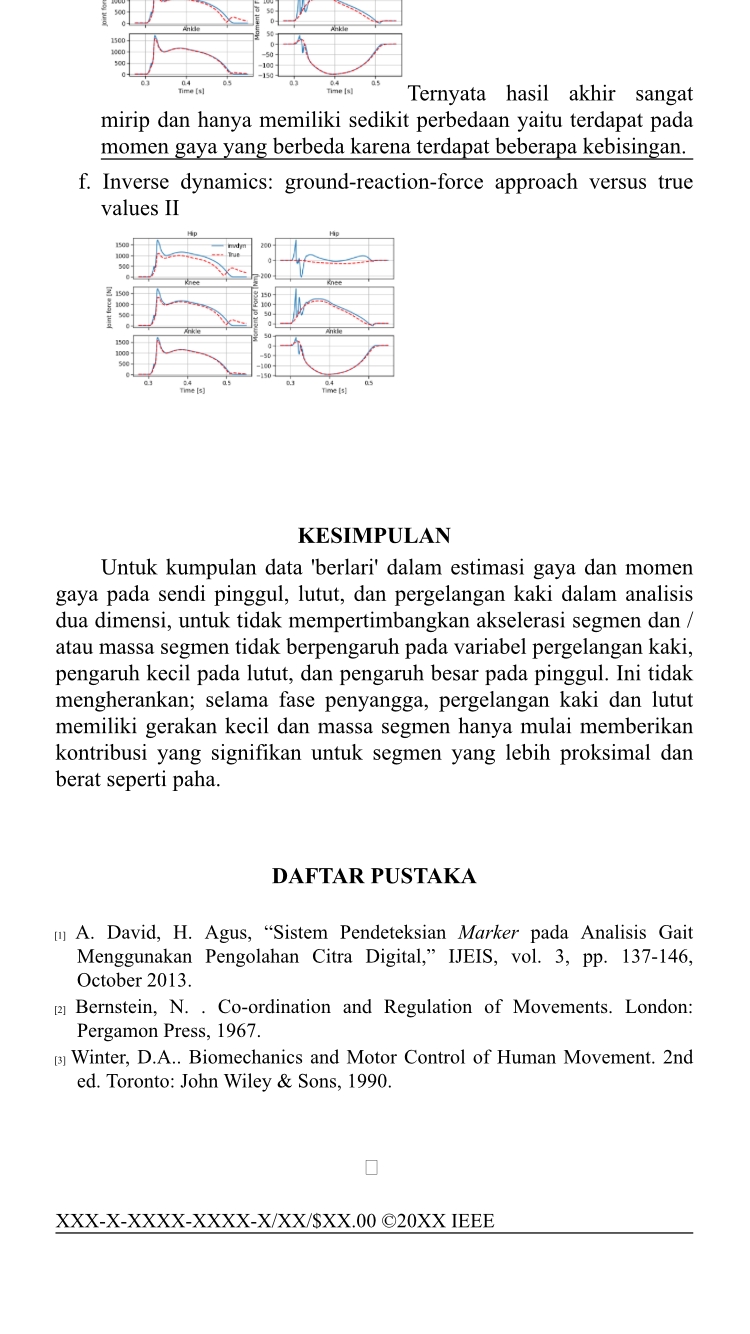 0
500
1000
Joint for
0
50
100
Moment of F
Ankle
Ankle
1500
1000
500
0
50
0
−50
−100
−150
0.3 0.4 0.5
Time [s]
0.3 0.4 0.5
Time [s]
Ternyata hasil akhir sangat
mirip dan hanya memiliki sedikit perbedaan yaitu terdapat pada
momen gaya yang berbeda karena terdapat beberapa kebisingan.
f. Inverse dynamics: ground-reaction-force approach versus true
values II
Hip
Hip
1500
1000
500
0
invdyn
True
200
0
−200
Knee
Knee
Joint force [N]
1500
1000
500
0
Moment of Force [Nm]
150
100
50
0
Ankle
Ankle
1500
1000
500
0
50
0
−50
−100
−150
0.3 0.4 0.5
Time [s]
0.3 0.4 0.5
Time [s]
KESIMPULAN
Untuk kumpulan data 'berlari' dalam estimasi gaya dan momen
gaya pada sendi pinggul, lutut, dan pergelangan kaki dalam analisis
dua dimensi, untuk tidak mempertimbangkan akselerasi segmen dan /
atau massa segmen tidak berpengaruh pada variabel pergelangan kaki,
pengaruh kecil pada lutut, dan pengaruh besar pada pinggul. Ini tidak
mengherankan; selama fase penyangga, pergelangan kaki dan lutut
memiliki gerakan kecil dan massa segmen hanya mulai memberikan
kontribusi yang signifikan untuk segmen yang lebih proksimal dan
berat seperti paha.
DAFTAR PUSTAKA
[1] A. David, H. Agus, “Sistem Pendeteksian Marker pada Analisis Gait
Menggunakan Pengolahan Citra Digital,” IJEIS, vol. 3, pp. 137-146,
October 2013.
[2] Bernstein, N. . Co-ordination and Regulation of Movements. London:
Pergamon Press, 1967.
[3] Winter, D.A.. Biomechanics and Motor Control of Human Movement. 2nd
ed. Toronto: John Wiley & Sons, 1990.
XXX-X-XXXX-XXXX-X/XX/$XX.00 ©20XX IEEE